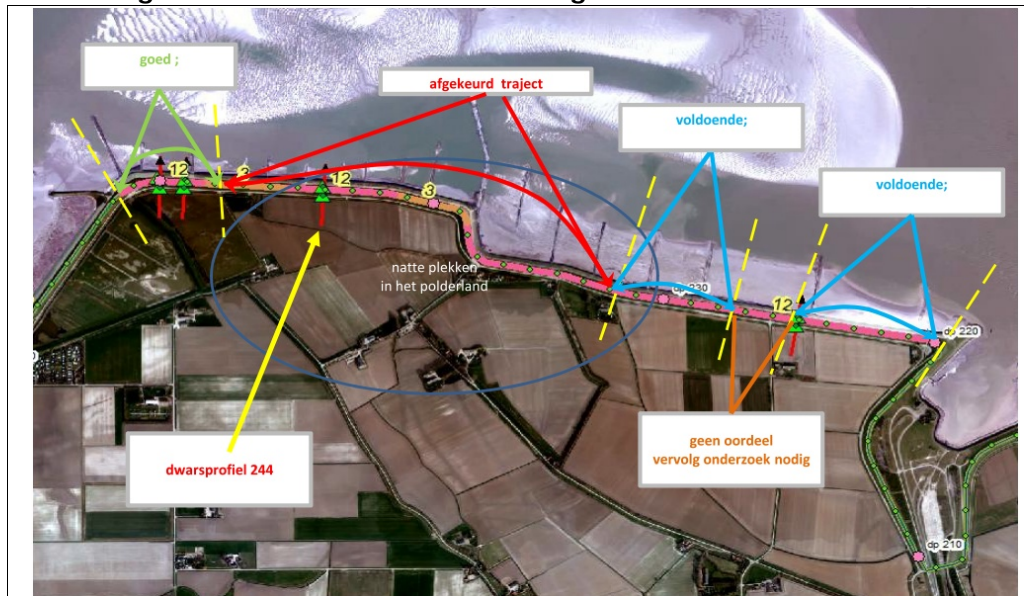 goed ;
afgekeurd traject
voldoende;
voldoende;
12
3
12
3
natte plekken
in het polderland
dp 230
12
dp 220
dwarsprofiel 244
geen oordeel
vervolg onderzoek nodig
dp 210